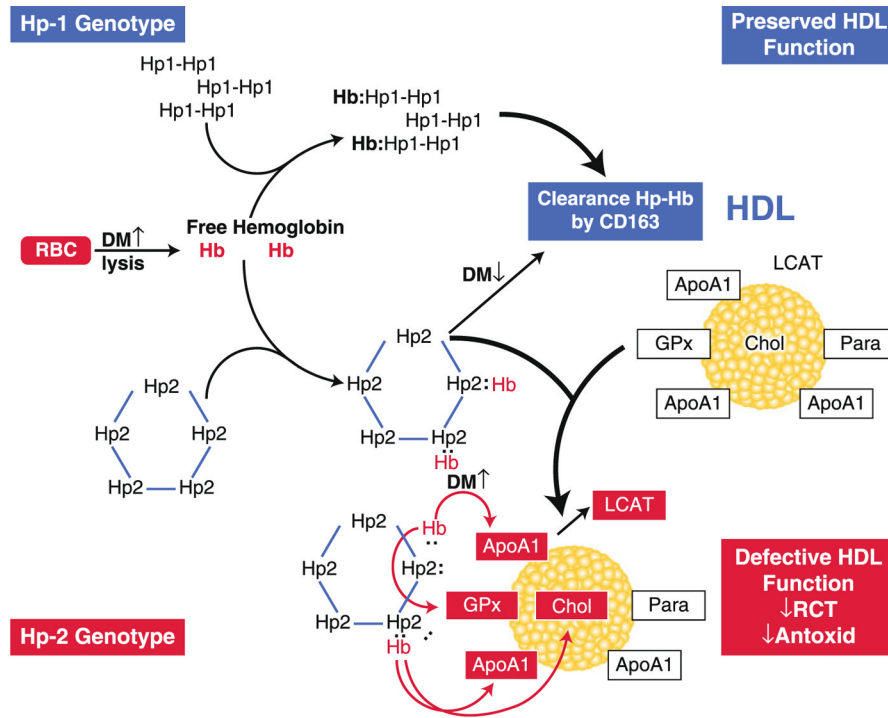 Hp-1 Genotype
Preserved HDL
Function
Hp1-Hp1
Hp1-Hp1
Hp1-Hp1
Hb:Hp1-Hp1
Hp1-Hp1
Hb:Hp1-Hp1
Clearance Hp-Hb
by CD163
HDL
RBC
DM↑
lysis
Free Hemoglobin
Hb Hb
DM↓
LCAT
ApoA1
GPx
Chol
Para
ApoA1
ApoA1
Hp2
Hp2
Hp2:Hb
Hp2
Hp2
Hb
Hp2
Hp2
Hp2
Hp2
Hp2
DM↑
Hb
Hp2
Hp2
Hp2:
Hp2
Hp2
Hb
LCAT
ApoA1
GPx
Chol
Para
ApoA1
ApoA1
Hp-2 Genotype
Defective HDL
Function
↓RCT
↓Antoxid